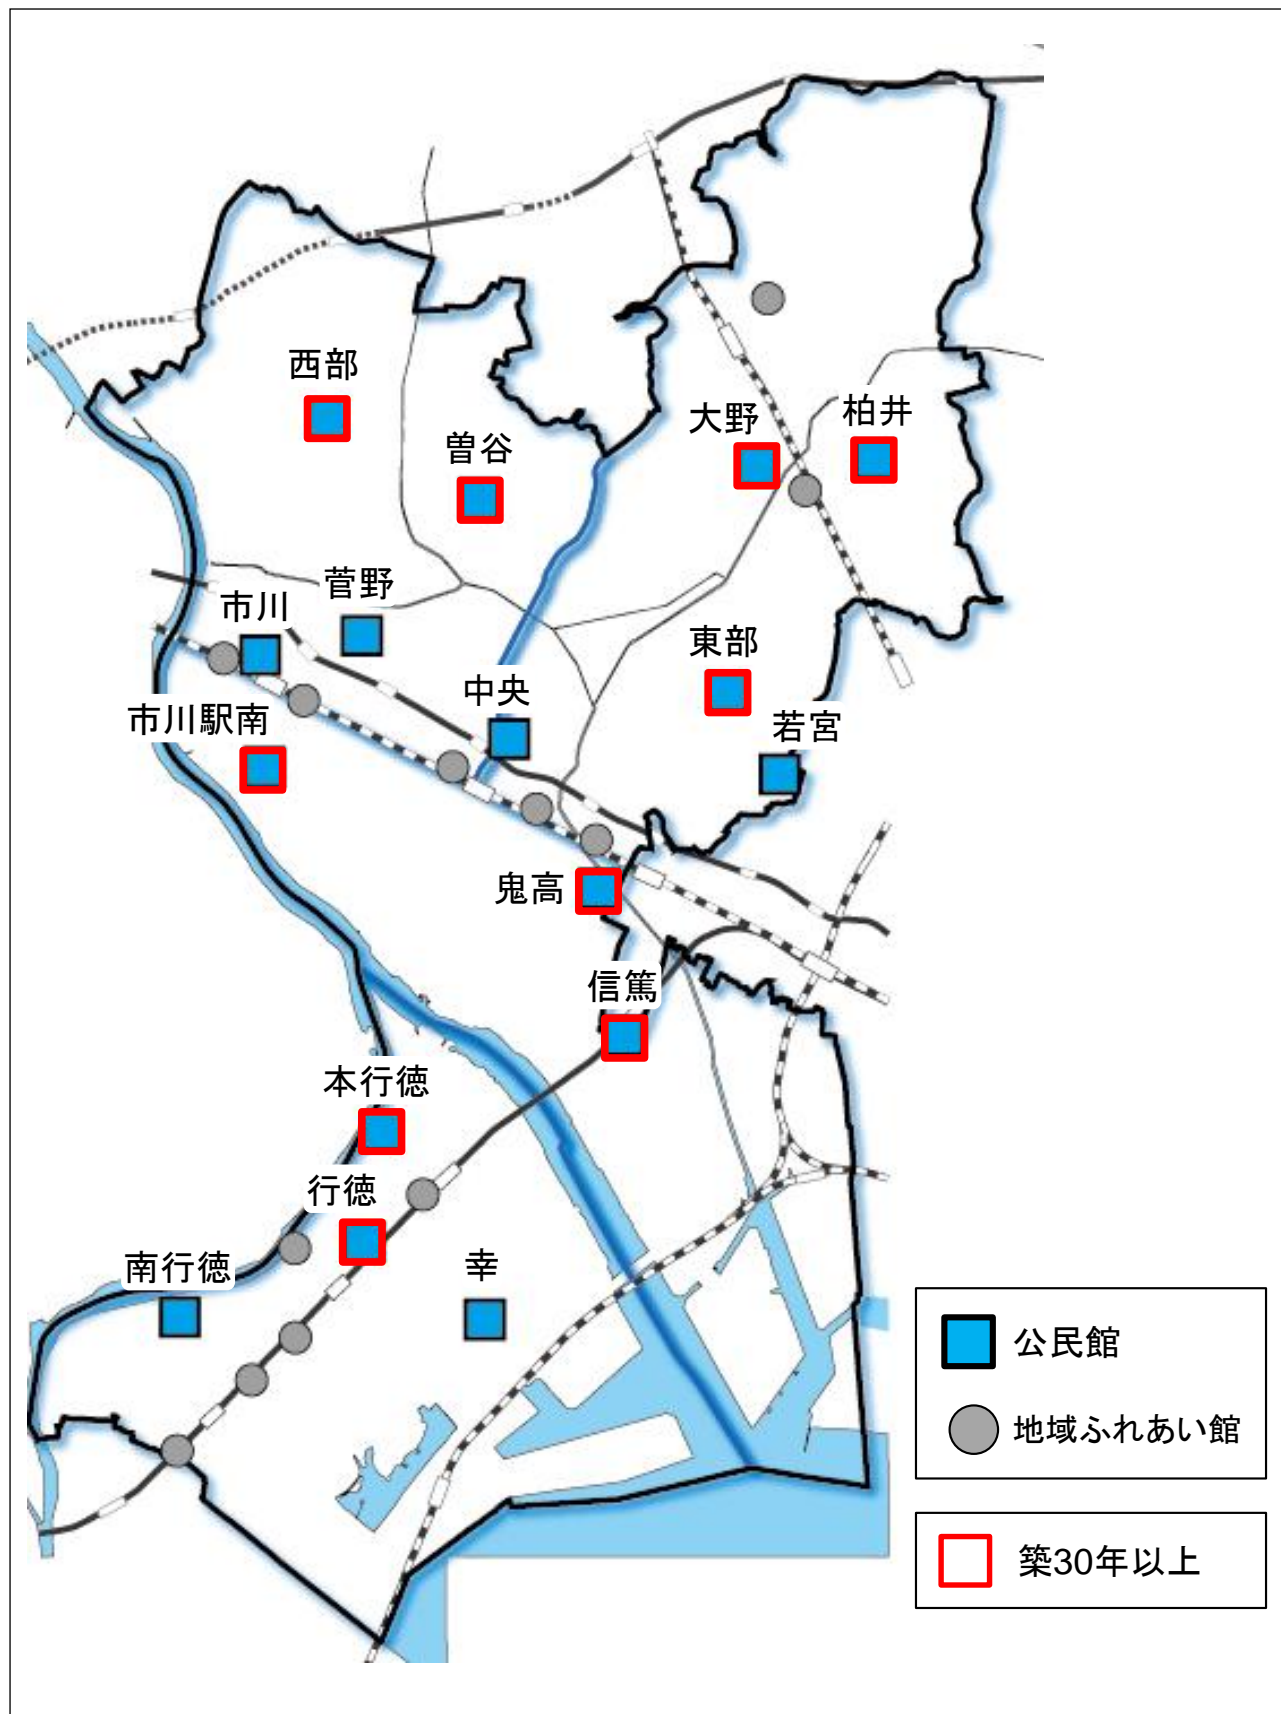 西部
曽谷
大野
柏井
菅野
市川
東部
中央
市川駅南
若宮
鬼高
信篤
本行徳
行徳
南行徳
幸
公民館
地域ふれあい館
築30年以上